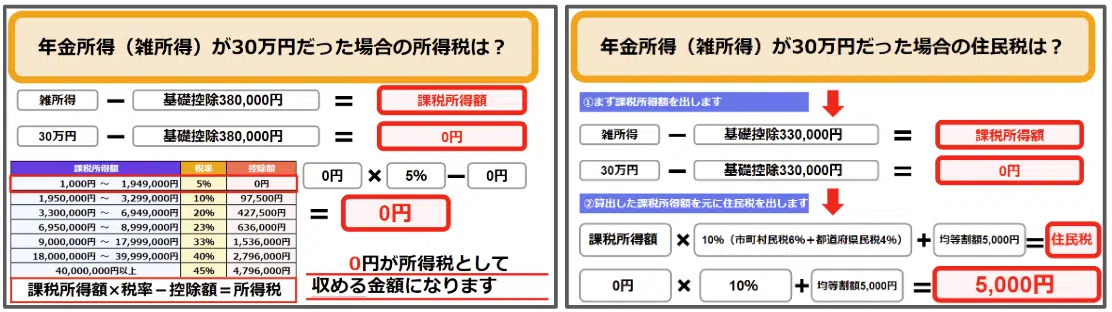 年金所得（雑所得）が30万円だった場合の所得税は？
雑所得 － 基礎控除380,000円 ＝ 課税所得額
30万円 － 基礎控除380,000円 ＝ 0円
課税所得額 税率 控除額
1,000円 ～ 1,949,000円 5% 0円
1,950,000円 ～ 3,299,000円 10% 97,500円
3,300,000円 ～ 6,949,000円 20% 427,500円
6,950,000円 ～ 8,999,000円 23% 636,000円
9,000,000円 ～ 17,999,000円 33% 1,536,000円
18,000,000円 ～ 39,999,000円 40% 2,796,000円
40,000,000円以上 45% 4,796,000円
課税所得額×税率－控除額＝所得税
0円 × 5% － 0円
＝ 0円
0円が所得税として
収める金額になります
年金所得（雑所得）が30万円だった場合の住民税は？
①まず課税所得額を出します
雑所得 － 基礎控除330,000円 ＝ 課税所得額
30万円 － 基礎控除330,000円 ＝ 0円
②算出した課税所得額を元に住民税を出します
課税所得額 × 10%（市町村民税6%＋都道府県民税4%） ＋ 均等割額5,000円 ＝ 住民税
0円 × 10% ＋ 均等割額5,000円 ＝ 5,000円